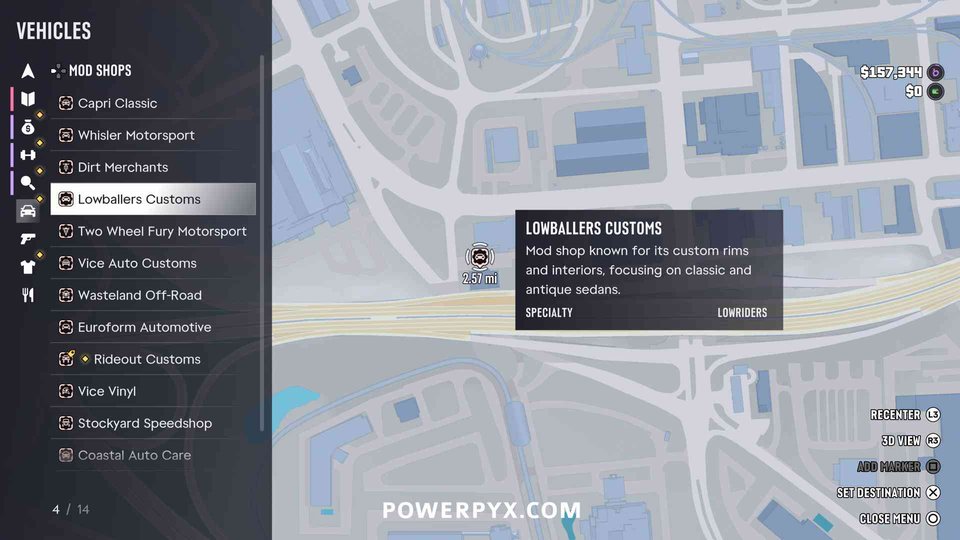 VEHICLES
MOD SHOPS
Capri Classic
Whisler Motorsport
Dirt Merchants
Lowballers Customs
Two Wheel Fury Motorsport
Vice Auto Customs
Wasteland Off-Road
Euroform Automotive
Rideout Customs
Vice Vinyl
Stockyard Speedshop
Coastal Auto Care
4 / 14
$157,344
$0
2.57 mi
LOWBALLERS CUSTOMS
Mod shop known for its custom rims
and interiors, focusing on classic and
antique sedans.
SPECIALTY LOWRIDERS
RECENTER L3
3D VIEW R3
ADD MARKER
SET DESTINATION
CLOSE MENU
POWERPYX.COM